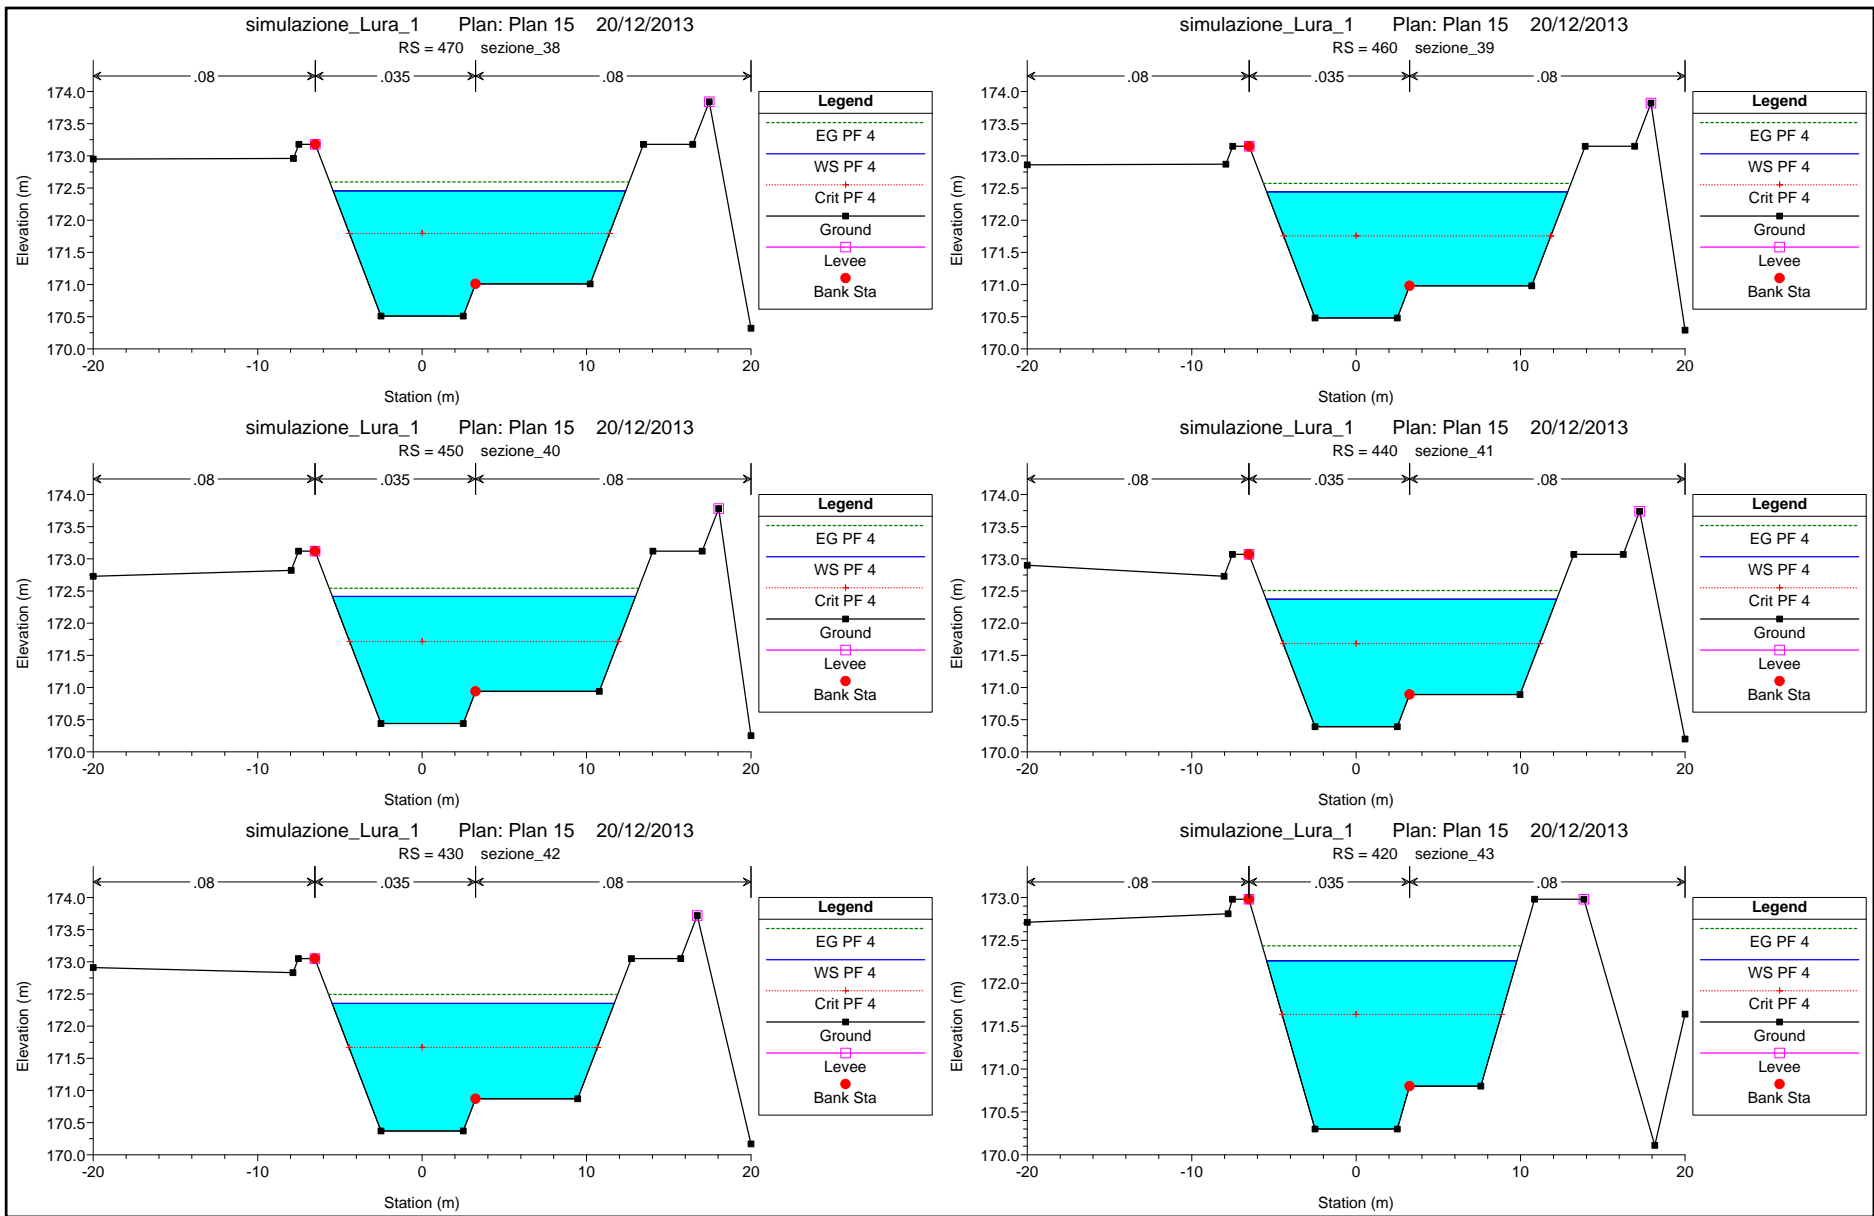 simulazione_Lura_1 Plan: Plan 15 20/12/2013
RS = 470 sezione_38
.08 .035 .08
174.0
173.5
173.0
172.5
172.0
171.5
171.0
170.5
170.0
-20 -10 0 10 20
Elevation (m)
Station (m)
Legend
EG PF 4
WS PF 4
Crit PF 4
Ground
Levee
Bank Sta
simulazione_Lura_1 Plan: Plan 15 20/12/2013
RS = 460 sezione_39
.08 .035 .08
174.0
173.5
173.0
172.5
172.0
171.5
171.0
170.5
170.0
-20 -10 0 10 20
Elevation (m)
Station (m)
Legend
EG PF 4
WS PF 4
Crit PF 4
Ground
Levee
Bank Sta
simulazione_Lura_1 Plan: Plan 15 20/12/2013
RS = 450 sezione_40
.08 .035 .08
174.0
173.5
173.0
172.5
172.0
171.5
171.0
170.5
170.0
-20 -10 0 10 20
Elevation (m)
Station (m)
Legend
EG PF 4
WS PF 4
Crit PF 4
Ground
Levee
Bank Sta
simulazione_Lura_1 Plan: Plan 15 20/12/2013
RS = 440 sezione_41
.08 .035 .08
174.0
173.5
173.0
172.5
172.0
171.5
171.0
170.5
170.0
-20 -10 0 10 20
Elevation (m)
Station (m)
Legend
EG PF 4
WS PF 4
Crit PF 4
Ground
Levee
Bank Sta
simulazione_Lura_1 Plan: Plan 15 20/12/2013
RS = 430 sezione_42
.08 .035 .08
174.0
173.5
173.0
172.5
172.0
171.5
171.0
170.5
170.0
-20 -10 0 10 20
Elevation (m)
Station (m)
Legend
EG PF 4
WS PF 4
Crit PF 4
Ground
Levee
Bank Sta
simulazione_Lura_1 Plan: Plan 15 20/12/2013
RS = 420 sezione_43
.08 .035 .08
173.0
172.5
172.0
171.5
171.0
170.5
170.0
-20 -10 0 10 20
Elevation (m)
Station (m)
Legend
EG PF 4
WS PF 4
Crit PF 4
Ground
Levee
Bank Sta